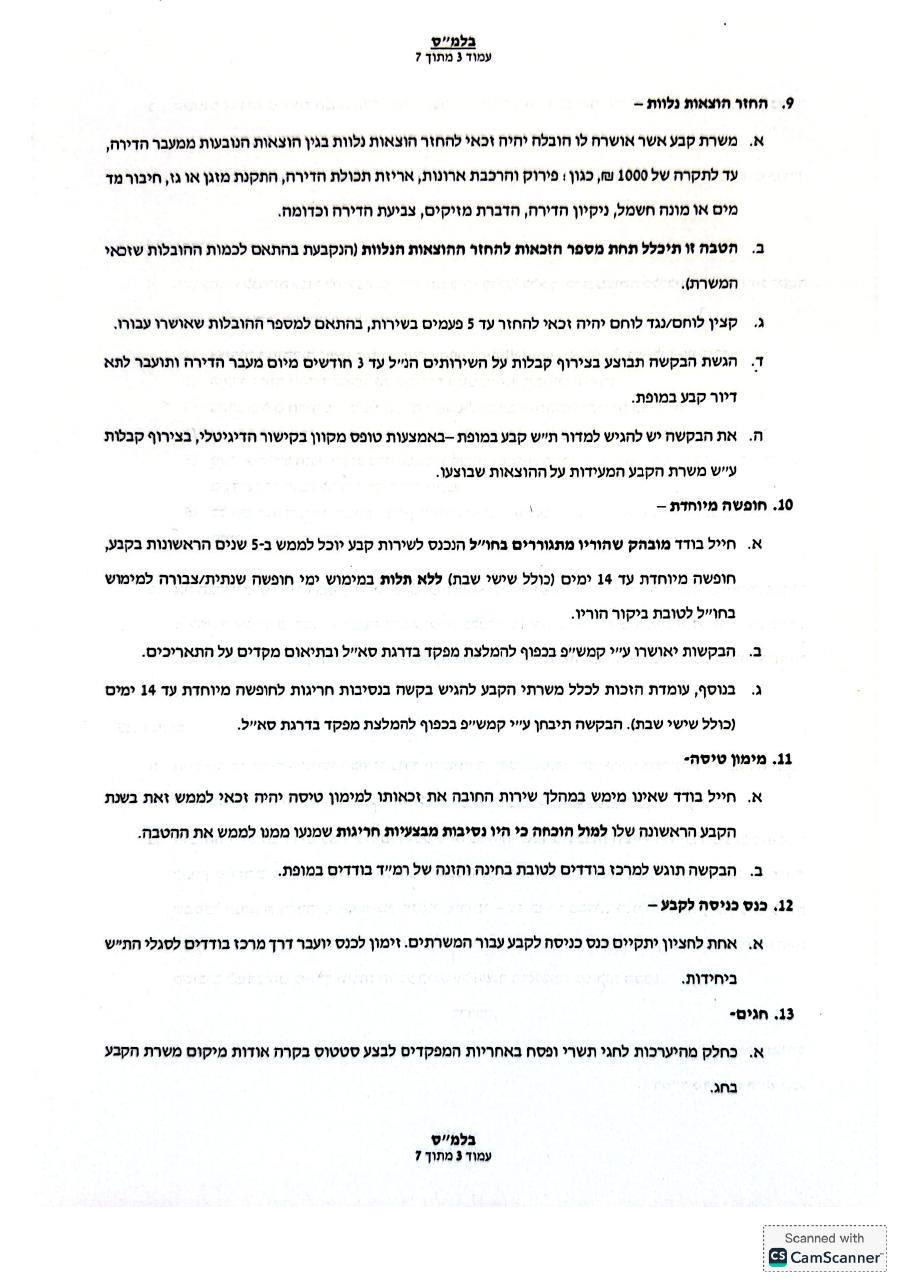 בלמ״ס
עמוד 3 מתוך 7
9. החזר הוצאות נלוות –
א. משרת קבע אשר אושרה לו הובלה יהיה זכאי להחזר הוצאות נלוות בגין הוצאות הנובעות ממעבר הדירה,
עד לתקרה של 1000 ₪, כגון: פירוק והרכבת ארונות, אריזת תכולת הדירה, התקנת מזגן או גז, חיבור מד
מים או מונה חשמל, ניקיון הדירה, הדברת מזיקים, צביעת הדירה וכדומה.
ב. הטבה זו תיכלל תחת מספר הזכאות להחזר ההוצאות הנלוות (הנקבעת בהתאם לכמות ההובלות שזכאי
המשרת).
ג. קצין לוחם/נגד לוחם יהיה זכאי להחזר עד 5 פעמים בשירות, בהתאם למספר ההובלות שאושרו עבורו.
ד. הגשת הבקשה תבוצע בצירוף קבלות על השירותים הנ״ל עד 3 חודשים מיום מעבר הדירה ותועבר לתא
דיור קבע במופת.
ה. את הבקשה יש להגיש למדור ת״ש קבע במופת –באמצעות טופס מקוון בקישור הדיגיטלי, בצירוף קבלות
ע״ש משרת הקבע המעידות על ההוצאות שבוצעו.
10. חופשה מיוחדת –
א. חייל בודד מובהק שהוריו מתגוררים בחו״ל הנכנס לשירות קבע יוכל לממש ב-5 שנים הראשונות בקבע,
חופשה מיוחדת עד 14 ימים (כולל שישי שבת) ללא תלות במימוש ימי חופשה שנתית/צבורה למימוש
בחו״ל לטובת ביקור הוריו.
ב. הבקשות יאושרו ע״י קמש״פ בכפוף להמלצת מפקד בדרגת סא״ל ובתיאום מקדים על התאריכים.
ג. בנוסף, עומדת הזכות לכלל משרתי הקבע להגיש בקשה בנסיבות חריגות לחופשה מיוחדת עד 14 ימים
(כולל שישי שבת). הבקשה תיבחן ע״י קמש״פ בכפוף להמלצת מפקד בדרגת סא״ל.
11. מימון טיסה-
א. חייל בודד שאינו מימש במהלך שירות החובה את זכאותו למימון טיסה יהיה זכאי לממש זאת בשנת
הקבע הראשונה שלו למול הוכחה כי היו נסיבות מבצעיות חריגות שמנעו ממנו לממש את ההטבה.
ב. הבקשה תוגש למרכז בודדים לטובת בחינה והזנה של רמ״ד בודדים במופת.
12. כנס כניסה לקבע –
א. אחת לחציון יתקיים כנס כניסה לקבע עבור המשרתים. זימון לכנס יועבר דרך מרכז בודדים לסגלי הת״ש
ביחידות.
13. חגים-
א. כחלק מהיערכות לחגי תשרי ופסח באחריות המפקדים לבצע סטטוס בקרה אודות מיקום משרת הקבע
בחג.
בלמ״ס
עמוד 3 מתוך 7
Scanned with
CS CamScanner